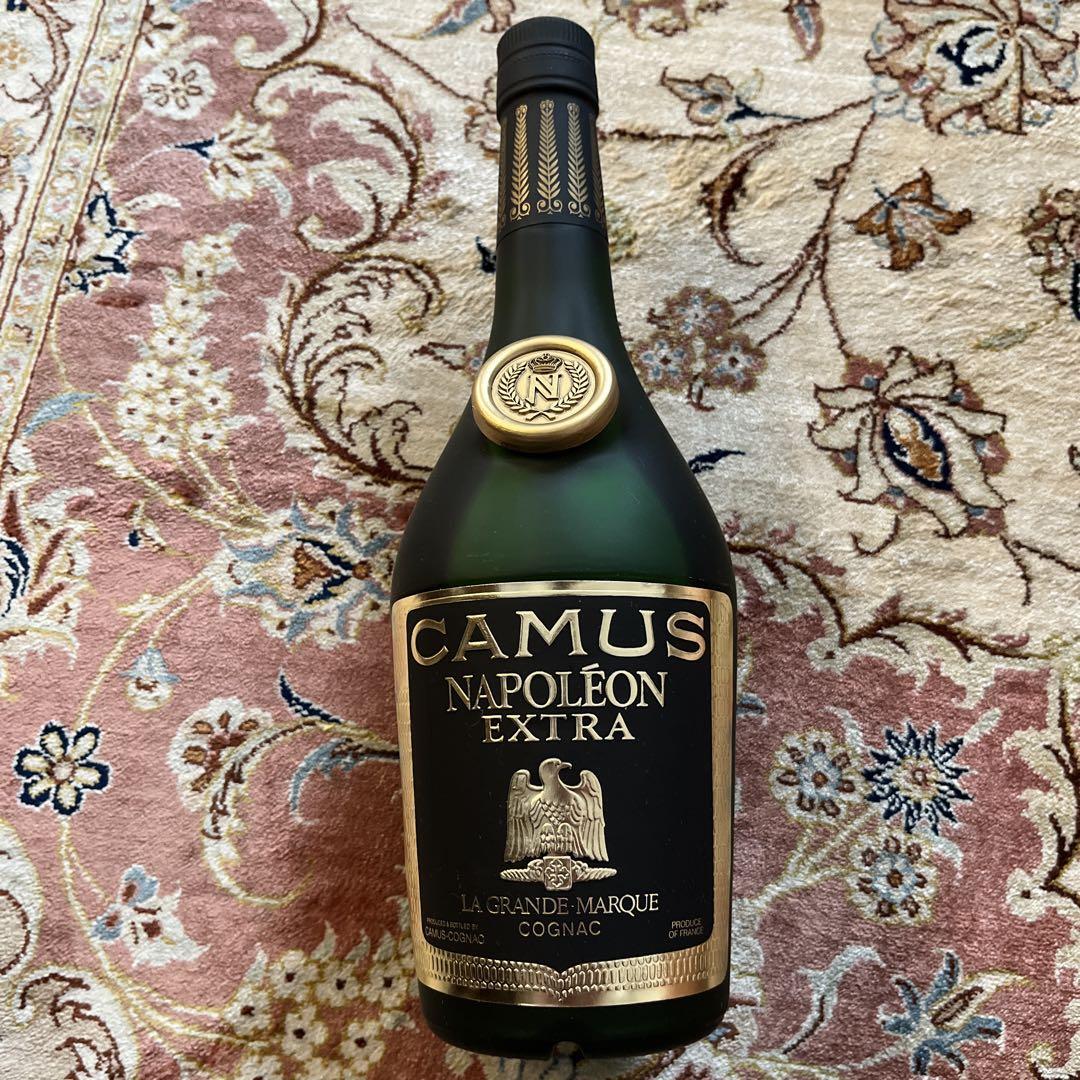 N
CAMUS
NAPOLÉON
EXTRA
LA GRANDE·MARQUE
COGNAC
PRODUCED & BOTTLED BY
CAMUS-COGNAC
PRODUCE
OF FRANCE